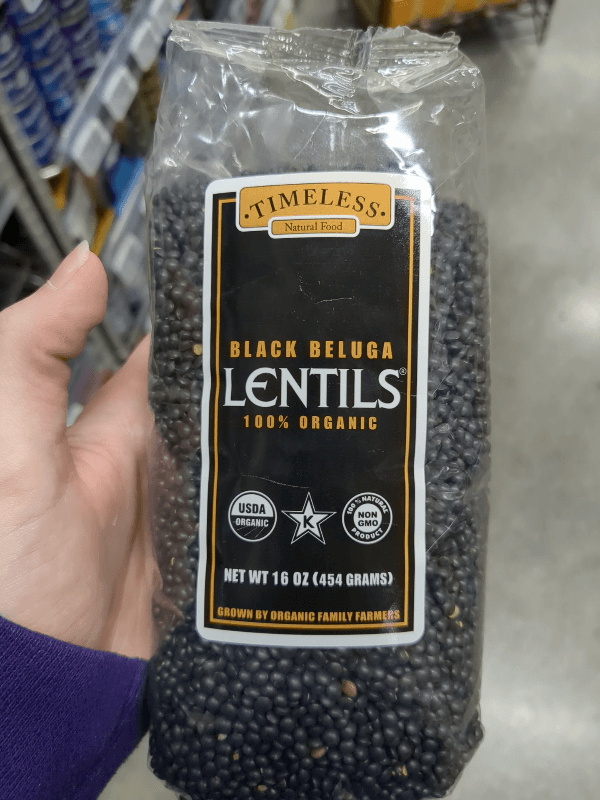 ·TIMELESS·
Natural Food
BLACK BELUGA
LENTILS®
100% ORGANIC
USDA
ORGANIC
K
100% NATURAL
NON
GMO
PRODUCT
NET WT 16 OZ (454 GRAMS)
GROWN BY ORGANIC FAMILY FARMERS